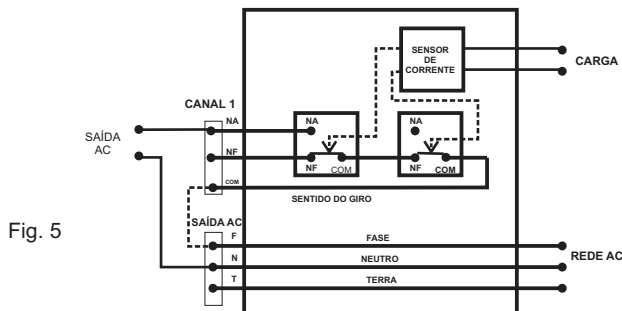 SENSOR
DE
CORRENTE
CARGA
CANAL 1
NA
NA
NA
SAÍDA
AC
NF
NF
COM
NF
COM
COM
SENTIDO DO GIRO
Fig. 5
SAÍDA AC
F
FASE
N
NEUTRO
REDE AC
T
TERRA